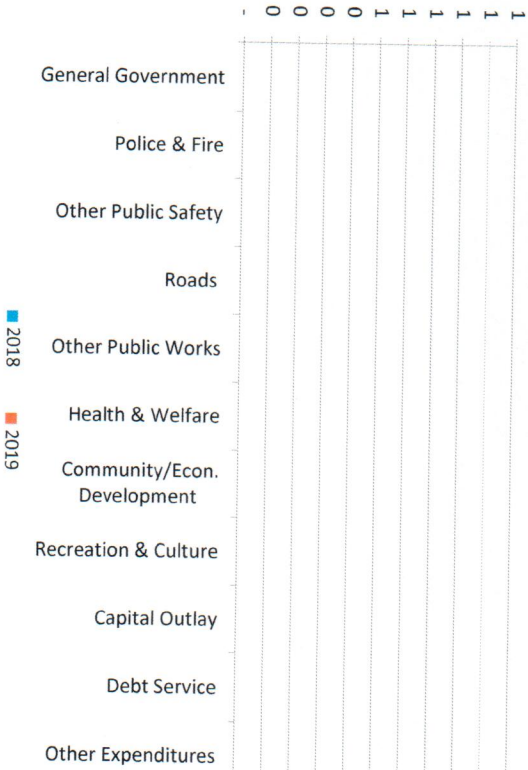 -
0
0
0
0
1
1
1
1
1
1
General Government
Police & Fire
Other Public Safety
Roads
Other Public Works
Health & Welfare
Community/Econ.
Development
Recreation & Culture
Capital Outlay
Debt Service
Other Expenditures
2018
2019